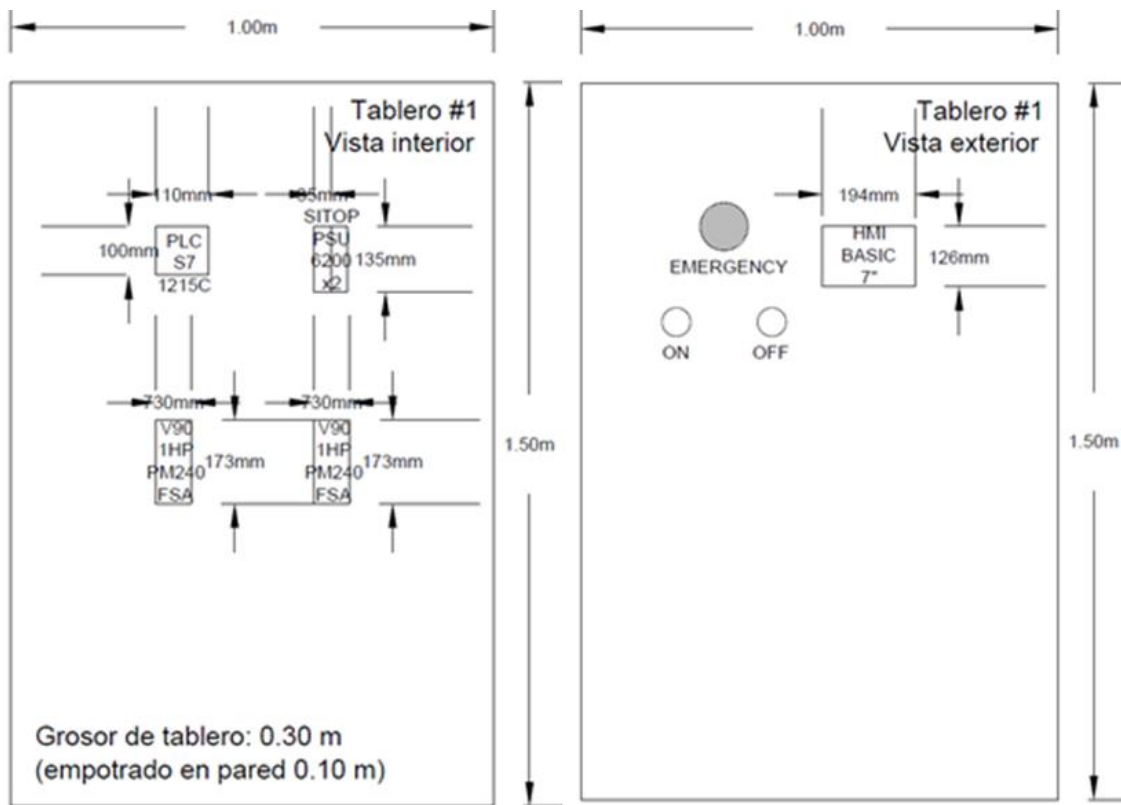 1.00m
Tablero #1
Vista interior
110mm
35mm
100mm
PLC
S7
1215C
SITOP
PSU
6200
x2
135mm
730mm
730mm
V90
1HP
PM240
FSA
173mm
V90
1HP
PM240
FSA
173mm
1.50m
Grosor de tablero: 0.30 m
(empotrado en pared 0.10 m)
1.00m
Tablero #1
Vista exterior
194mm
EMERGENCY
HMI
BASIC
7"
126mm
ON
OFF
1.50m